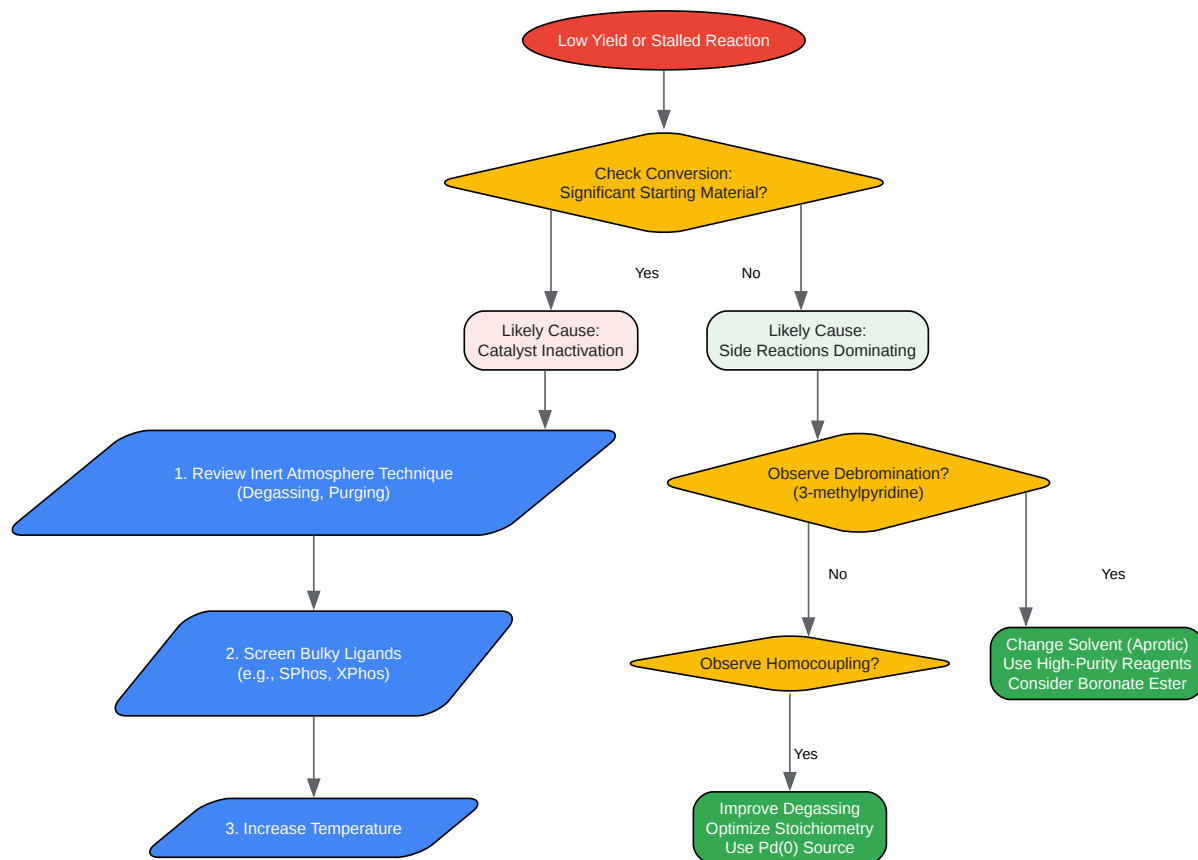 Low Yield or Stalled Reaction
Check Conversion:
Significant Starting Material?
Yes
No
Likely Cause:
Catalyst Inactivation
Likely Cause:
Side Reactions Dominating
1. Review Inert Atmosphere Technique
(Degassing, Purging)
Observe Debromination?
(3-methylpyridine)
No
Yes
2. Screen Bulky Ligands
(e.g., SPhos, XPhos)
Observe Homocoupling?
Change Solvent (Aprotic)
Use High-Purity Reagents
Consider Boronate Ester
Yes
3. Increase Temperature
Improve Degassing
Optimize Stoichiometry
Use Pd(0) Source